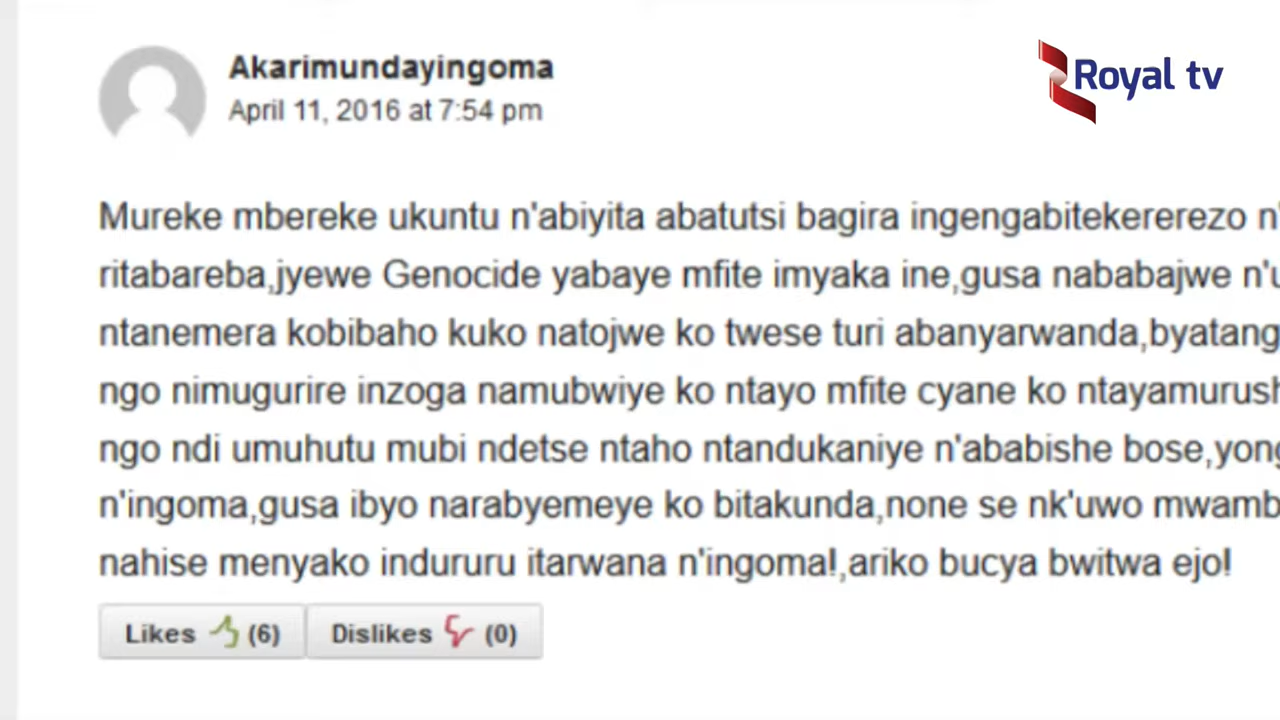 Akarimundayingoma
April 11, 2016 at 7:54 pm
Royal tv
Mureke mbereke ukuntu n'abiyita abatutsi bagira ingengabitekererezo n'
ritabareba,jyewe Genocide yabaye mfite imyaka ine,gusa nababajwe n'u
ntanemera kobibaho kuko natojwe ko twese turi abanyarwanda,byatang
ngo nimugurire inzoga namubwiye ko ntayo mfite cyane ko ntayamurush
ngo ndi umuhutu mubi ndetse ntaho ntandukaniye n'ababishe bose,yong
n'ingoma,gusa ibyo narabyemeye ko bitakunda,none se nk'uwo mwamb
nahise menyako indururu itarwana n'ingoma!,ariko bucya bwitwa ejo!
Likes (6) Dislikes (0)